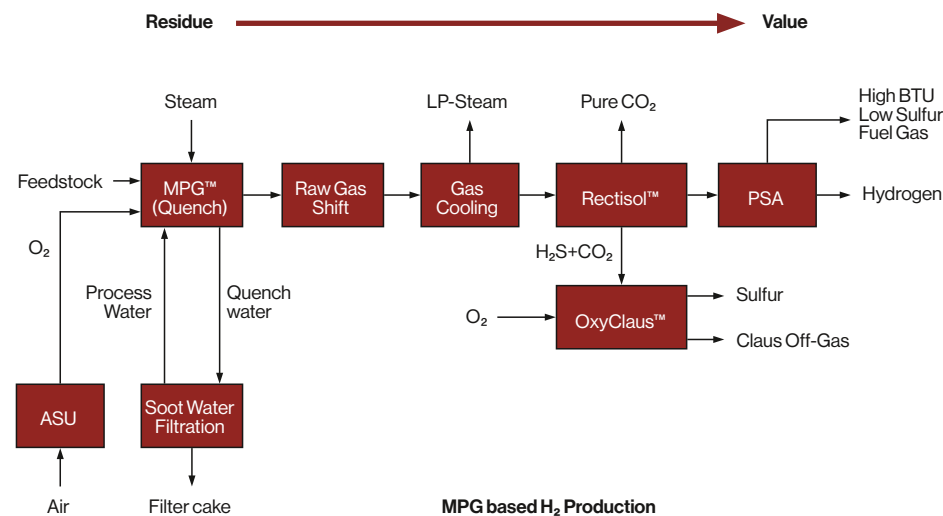 Residue
Value
Steam
LP-Steam
Pure CO₂
High BTU
Low Sulfur
Fuel Gas
Feedstock
MPG™
(Quench)
Raw Gas
Shift
Gas
Cooling
Rectisol™
PSA
Hydrogen
O₂
Process
Water
Quench
water
H₂S+CO₂
O₂
OxyClaus™
Sulfur
Claus Off-Gas
ASU
Soot Water
Filtration
Air
Filter cake
MPG based H₂ Production